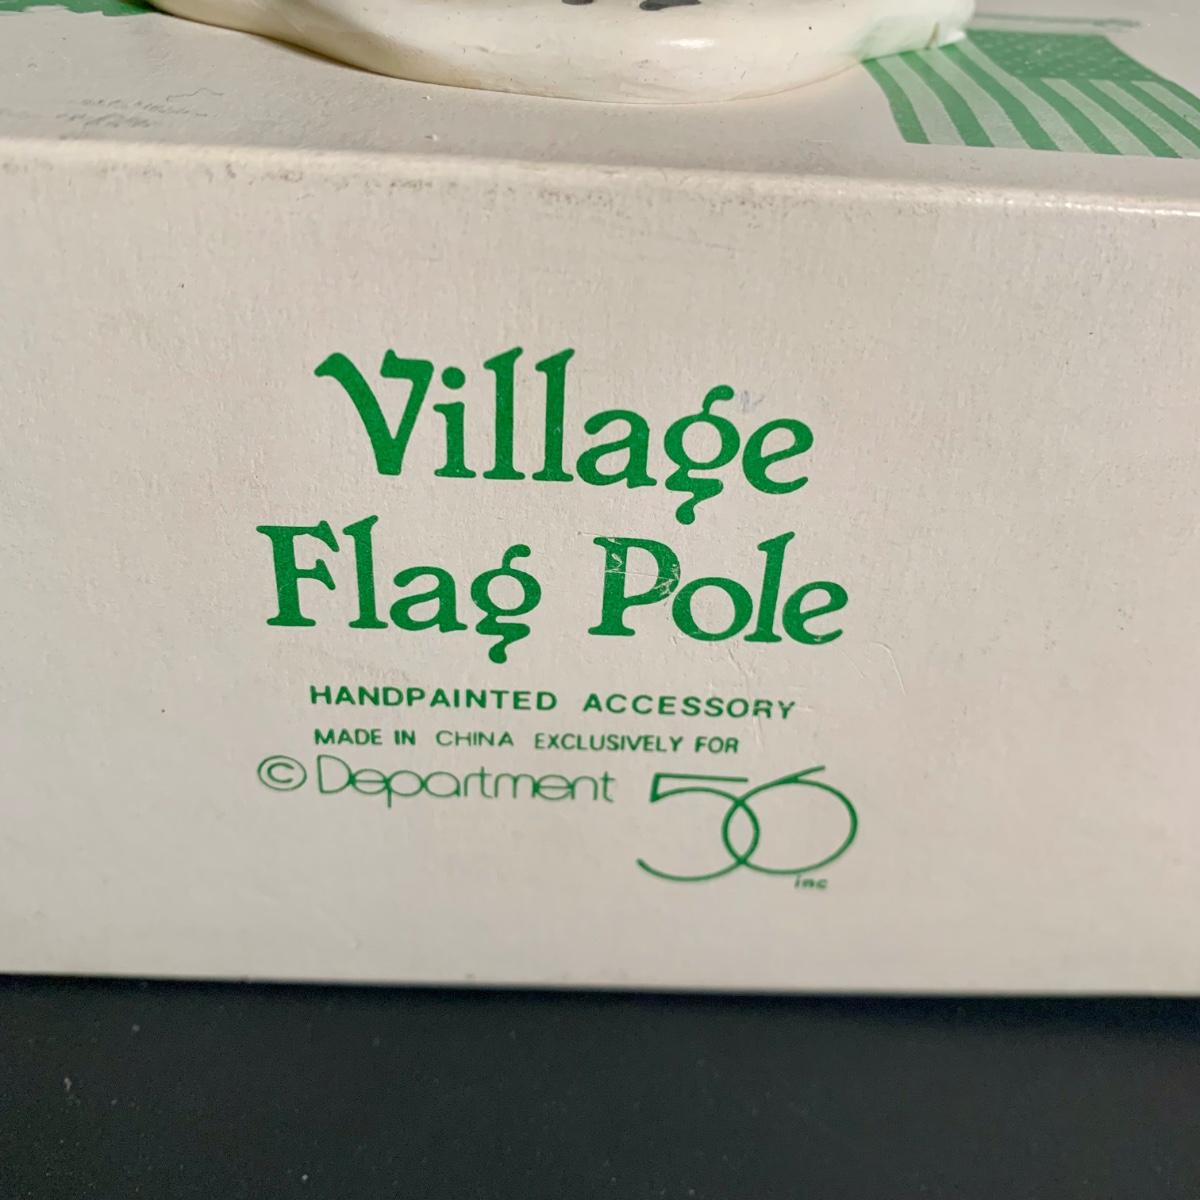 Village
Flag Pole
HANDPAINTED ACCESSORY
MADE IN CHINA EXCLUSIVELY FOR
© Department 56
inc